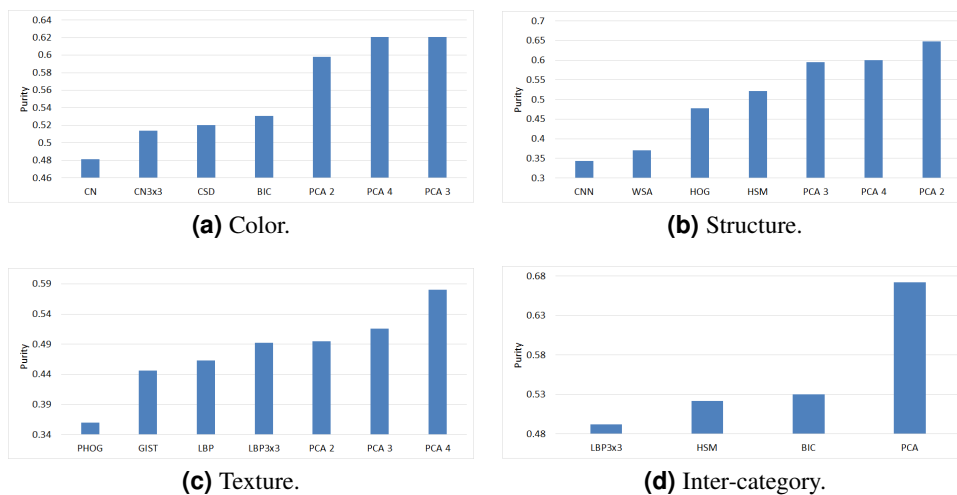 0.64
0.62
0.6
0.58
0.56
0.54
0.52
0.5
0.48
0.46
Purity
CN CN3x3 CSD BIC PCA 2 PCA 4 PCA 3
(a) Color.
0.7
0.65
0.6
0.55
0.5
0.45
0.4
0.35
0.3
Purity
CNN WSA HOG HSM PCA 3 PCA 4 PCA 2
(b) Structure.
0.59
0.54
0.49
0.44
0.39
0.34
Purity
PHOG GIST LBP LBP3x3 PCA 2 PCA 3 PCA 4
(c) Texture.
0.68
0.63
0.58
0.53
0.48
Purity
LBP3x3 HSM BIC PCA
(d) Inter-category.